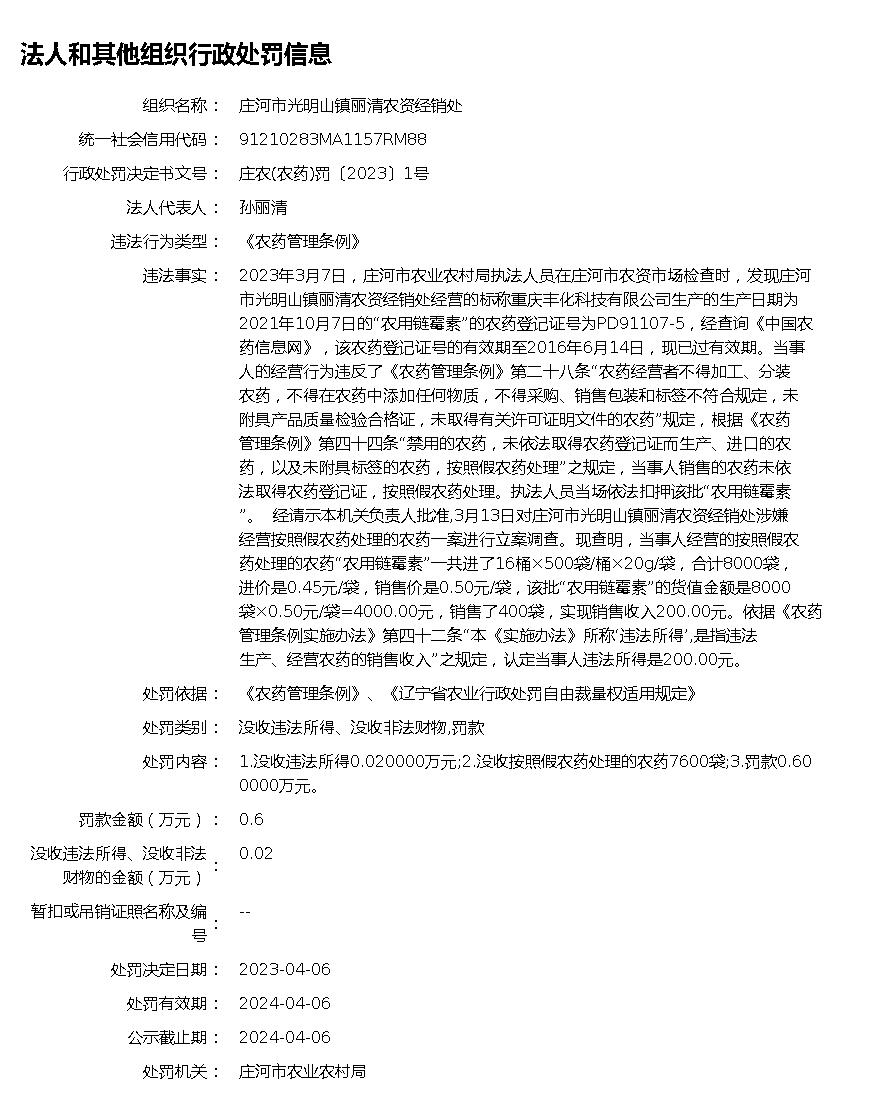 法人和其他组织行政处罚信息
组织名称： 庄河市光明山镇丽清农资经销处
统一社会信用代码： 91210283MA1157RM88
行政处罚决定书文号： 庄农(农药)罚〔2023〕1号
法人代表人： 孙丽清
违法行为类型： 《农药管理条例》
违法事实： 2023年3月7日，庄河市农业农村局执法人员在庄河市农资市场检查时，发现庄河
市光明山镇丽清农资经销处经营的标称重庆丰化科技有限公司生产的生产日期为
2021年10月7日的“农用链霉素”的农药登记证号为PD91107-5，经查询《中国农
药信息网》，该农药登记证号的有效期至2016年6月14日，现已过有效期。当事
人的经营行为违反了《农药管理条例》第二十八条“农药经营者不得加工、分装
农药，不得在农药中添加任何物质，不得采购、销售包装和标签不符合规定，未
附具产品质量检验合格证，未取得有关许可证明文件的农药”规定，根据《农药
管理条例》第四十四条“禁用的农药，未依法取得农药登记证而生产、进口的农
药，以及未附具标签的农药，按照假农药处理”之规定，当事人销售的农药未依
法取得农药登记证，按照假农药处理。执法人员当场依法扣押该批“农用链霉素
”。 经请示本机关负责人批准,3月13日对庄河市光明山镇丽清农资经销处涉嫌
经营按照假农药处理的农药一案进行立案调查。现查明，当事人经营的按照假农
药处理的农药“农用链霉素”一共进了16桶×500袋/桶×20g/袋，合计8000袋，
进价是0.45元/袋，销售价是0.50元/袋，该批“农用链霉素”的货值金额是8000
袋×0.50元/袋=4000.00元，销售了400袋，实现销售收入200.00元。依据《农药
管理条例实施办法》第四十二条“本《实施办法》所称‘违法所得’,是指违法
生产、经营农药的销售收入”之规定，认定当事人违法所得是200.00元。
处罚依据： 《农药管理条例》、《辽宁省农业行政处罚自由裁量权适用规定》
处罚类别： 没收违法所得、没收非法财物,罚款
处罚内容： 1.没收违法所得0.020000万元;2.没收按照假农药处理的农药7600袋;3.罚款0.60
0000万元。
罚款金额（万元）： 0.6
没收违法所得、没收非法
财物的金额（万元）： 0.02
暂扣或吊销证照名称及编
号： --
处罚决定日期： 2023-04-06
处罚有效期： 2024-04-06
公示截止期： 2024-04-06
处罚机关： 庄河市农业农村局